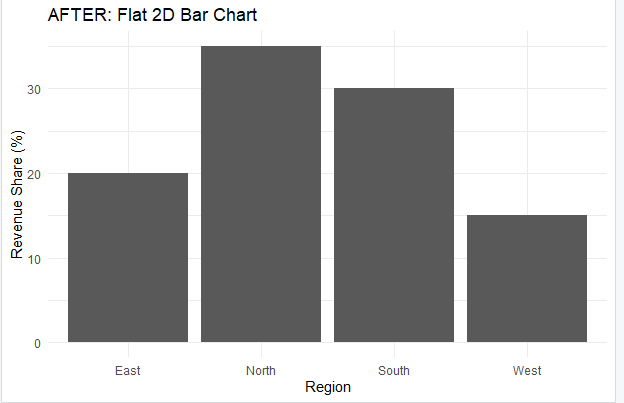 AFTER: Flat 2D Bar Chart
Revenue Share (%)
30
20
10
0
East North South West
Region